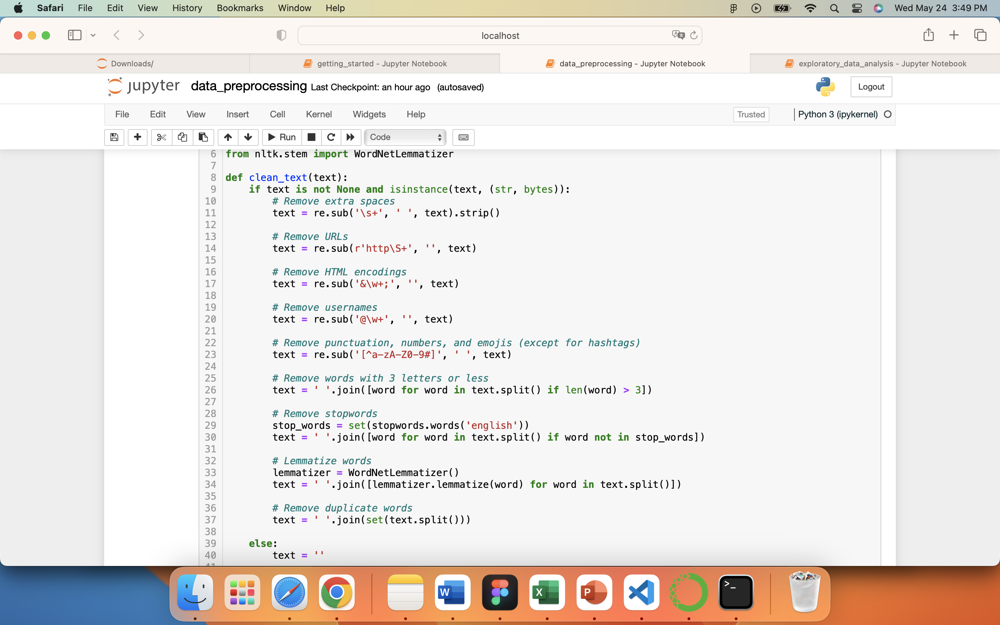 Safari File Edit View History Bookmarks Window Help Wed May 24 3:49 PM
localhost
Downloads/ getting_started - Jupyter Notebook data_preprocessing - Jupyter Notebook exploratory_data_analysis - Jupyter Notebook
jupyter data_preprocessing Last Checkpoint: an hour ago (autosaved) Logout
File Edit View Insert Cell Kernel Widgets Help Trusted Python 3 (ipykernel)
Run Code
6 from nltk.stem import WordNetLemmatizer
7
8 def clean_text(text):
9     if text is not None and isinstance(text, (str, bytes)):
10         # Remove extra spaces
11         text = re.sub('\s+', ' ', text).strip()
12
13         # Remove URLs
14         text = re.sub(r'http\S+', '', text)
15
16         # Remove HTML encodings
17         text = re.sub('&\w+;', '', text)
18
19         # Remove usernames
20         text = re.sub('@\w+', '', text)
21
22         # Remove punctuation, numbers, and emojis (except for hashtags)
23         text = re.sub('[^a-zA-Z0-9#]', ' ', text)
24
25         # Remove words with 3 letters or less
26         text = ' '.join([word for word in text.split() if len(word) > 3])
27
28         # Remove stopwords
29         stop_words = set(stopwords.words('english'))
30         text = ' '.join([word for word in text.split() if word not in stop_words])
31
32         # Lemmatize words
33         lemmatizer = WordNetLemmatizer()
34         text = ' '.join([lemmatizer.lemmatize(word) for word in text.split()])
35
36         # Remove duplicate words
37         text = ' '.join(set(text.split()))
38
39     else:
40         text = ''
41
W X P >_